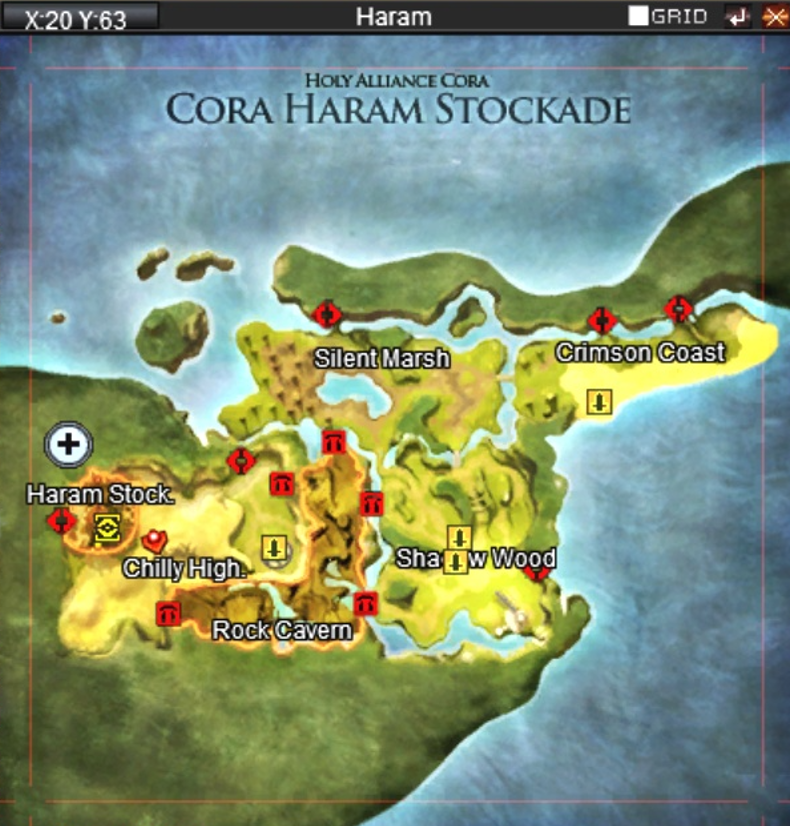 X:20 Y:63
Haram
GRID
HOLY ALLIANCE CORA
CORA HARAM STOCKADE
Silent Marsh
Crimson Coast
Haram Stock.
Chilly High.
Shadow Wood
Rock Cavern